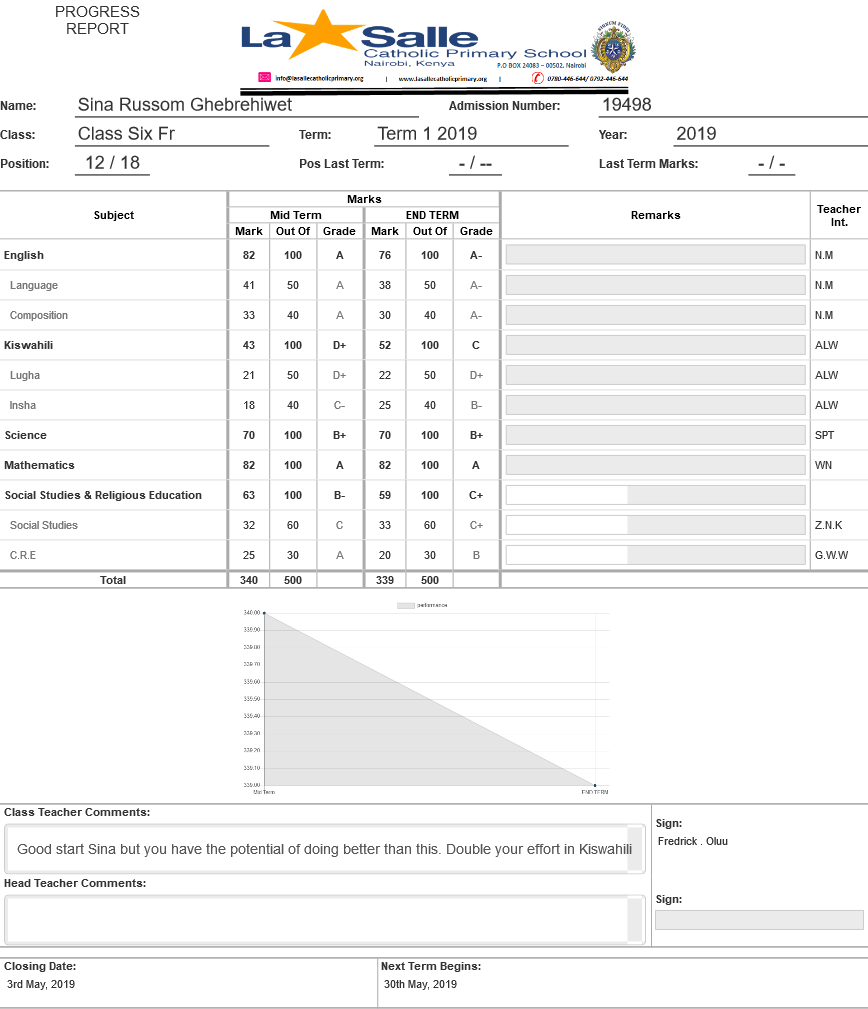 PROGRESS
REPORT
La Salle
Catholic Primary School
Nairobi, Kenya
P.O BOX 24083 – 00502, Nairobi
info@lasallecatholicprimary.org | www.lasallecatholicprimary.org | 0780-446-644/ 0792-446-644
Name: Sina Russom Ghebrehiwet Admission Number: 19498
Class: Class Six Fr Term: Term 1 2019 Year: 2019
Position: 12 / 18 Pos Last Term: - / -- Last Term Marks: - / -
Marks
Subject Mid Term END TERM Remarks Teacher Int.
Mark Out Of Grade Mark Out Of Grade
English 82 100 A 76 100 A- N.M
Language 41 50 A 38 50 A- N.M
Composition 33 40 A 30 40 A- N.M
Kiswahili 43 100 D+ 52 100 C ALW
Lugha 21 50 D+ 22 50 D+ ALW
Insha 18 40 C- 25 40 B- ALW
Science 70 100 B+ 70 100 B+ SPT
Mathematics 82 100 A 82 100 A WN
Social Studies & Religious Education 63 100 B- 59 100 C+
Social Studies 32 60 C 33 60 C+ Z.N.K
C.R.E 25 30 A 20 30 B G.W.W
Total 340 500 339 500
performance
340.00
339.90
339.80
339.70
339.60
339.50
339.40
339.30
339.20
339.10
339.00
Mid Term END TERM
Class Teacher Comments:
Sign:
Fredrick . Oluu
Good start Sina but you have the potential of doing better than this. Double your effort in Kiswahili
Head Teacher Comments:
Sign:
Closing Date: Next Term Begins:
3rd May, 2019 30th May, 2019